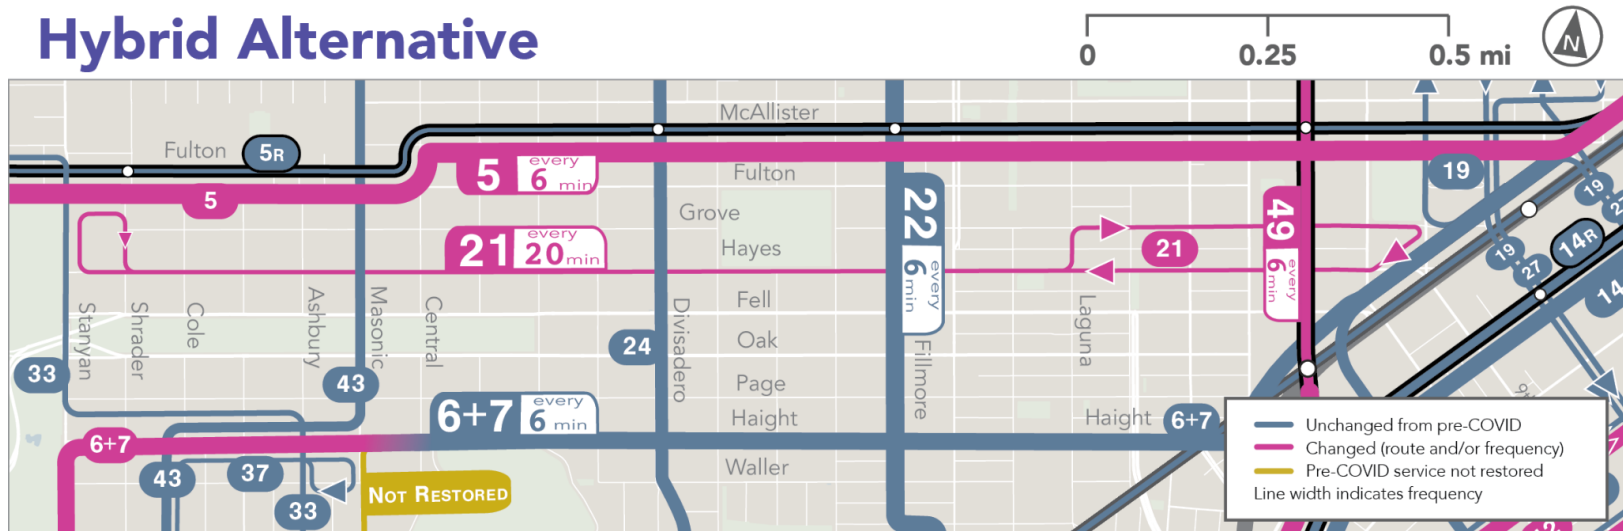 Hybrid Alternative
0 0.25 0.5 mi
N
McAllister
Fulton
5R
5
every
6 min
Fulton
5
19
19
27
22
every
6 min
49
every
6 min
14R
14
Grove
21
every
20 min
Hayes
21
19
27
Stanyan
Shrader
Cole
Ashbury
Masonic
Central
Divisadero
Fell
Laguna
Oak
24
Fillmore
33
43
Page
6+7
every
6 min
Haight
Haight
6+7
6+7
Waller
43
37
33
NOT RESTORED
Unchanged from pre-COVID
Changed (route and/or frequency)
Pre-COVID service not restored
Line width indicates frequency